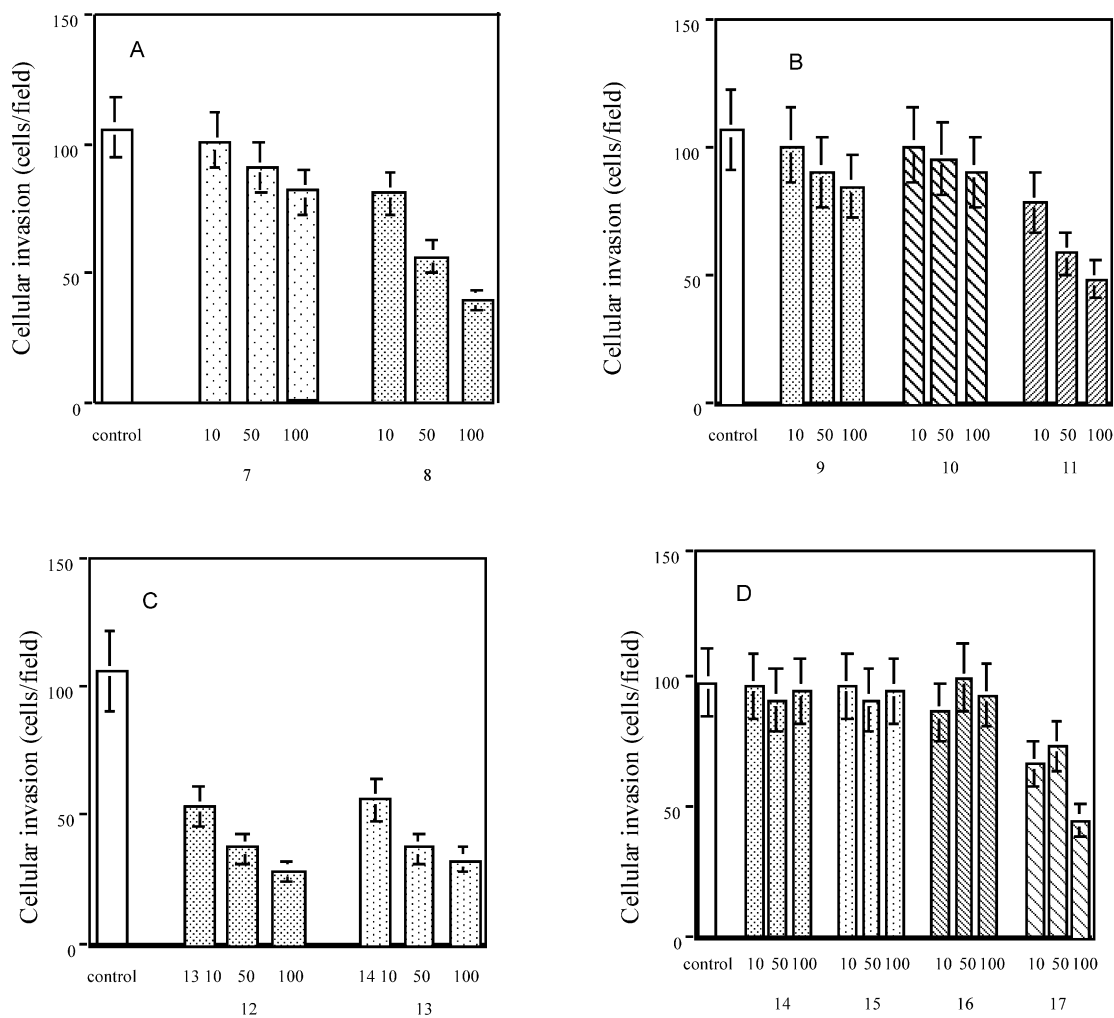 150
A
Cellular invasion (cells/field)
100
50
0
control 10 50 100 10 50 100
7 8
150
B
Cellular invasion (cells/field)
100
50
0
control 10 50 100 10 50 100 10 50 100
9 10 11
150
C
Cellular invasion (cells/field)
100
50
0
control 13 10 50 100 14 10 50 100
12 13
150
D
Cellular invasion (cells/field)
100
50
0
control 10 50 100 10 50 100 10 50 100 10 50 100
14 15 16 17